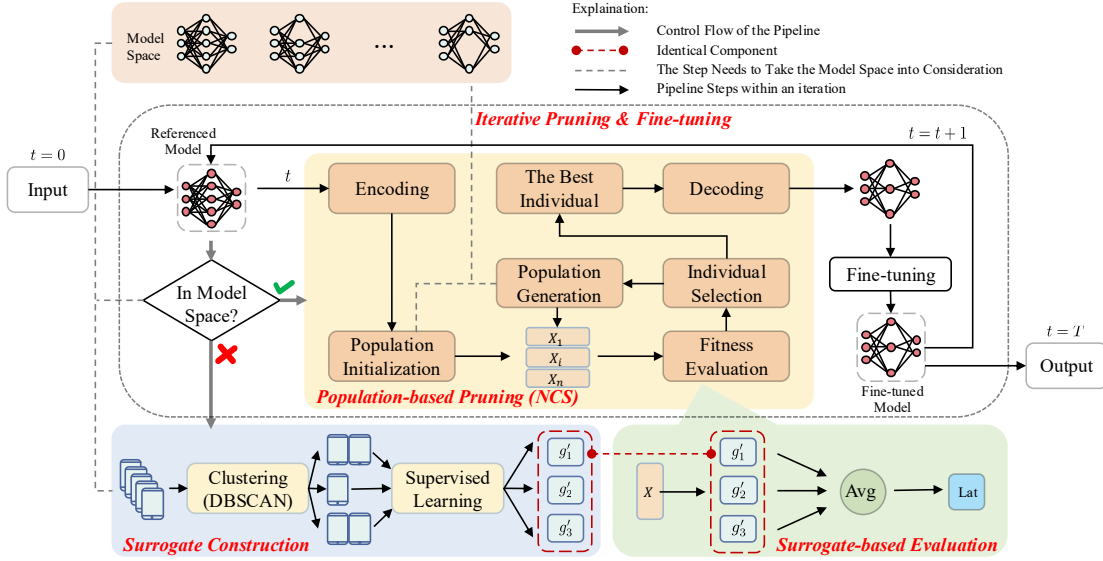 Model
Space
...
Explaination:
Control Flow of the Pipeline
Identical Component
The Step Needs to Take the Model Space into Consideration
Pipeline Steps within an iteration
Iterative Pruning & Fine-tuning
t = 0
Input
Referenced
Model
t
Encoding
The Best
Individual
Decoding
t = t + 1
In Model
Space?
Population
Generation
Individual
Selection
Fine-tuning
Population
Initialization
X₁
Xᵢ
Xₙ
Fitness
Evaluation
Fine-tuned
Model
t = T
Output
Population-based Pruning (NCS)
Clustering
(DBSCAN)
Supervised
Learning
g′₁
g′₂
g′₃
Surrogate Construction
X
g′₁
g′₂
g′₃
Avg
Lat
Surrogate-based Evaluation